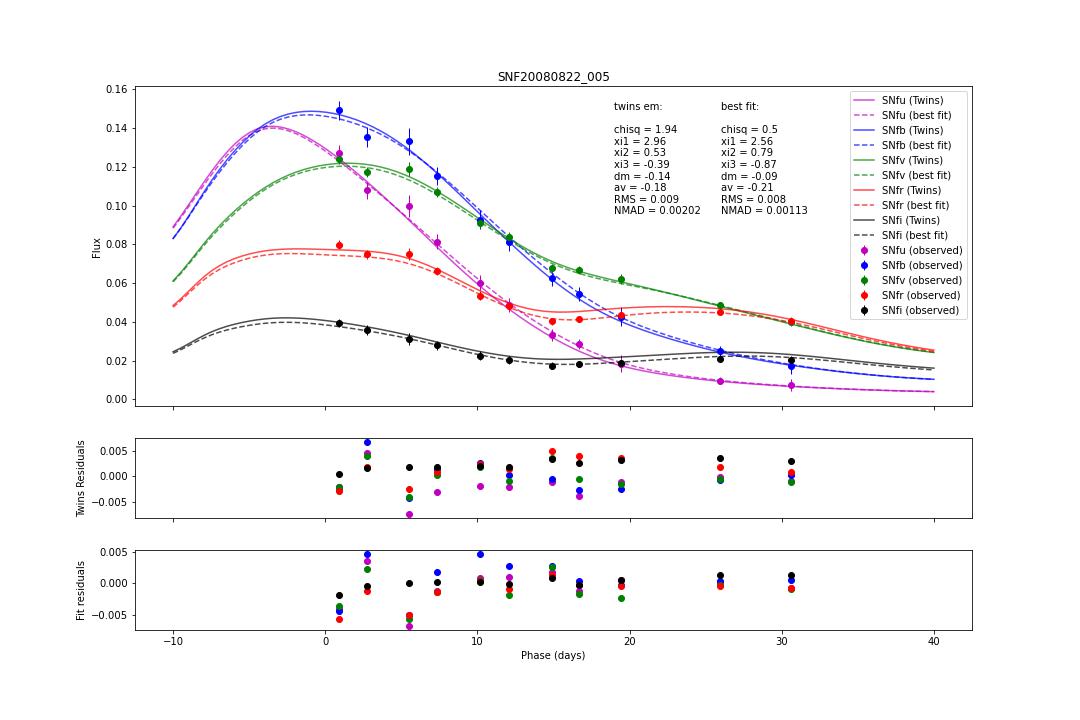 SNF20080822_005
0.16
0.14
0.12
0.10
0.08
0.06
0.04
0.02
0.00
Flux
twins em:
chisq = 1.94
xi1 = 2.96
xi2 = 0.53
xi3 = -0.39
dm = -0.14
av = -0.18
RMS = 0.009
NMAD = 0.00202
best fit:
chisq = 0.5
xi1 = 2.56
xi2 = 0.79
xi3 = -0.87
dm = -0.09
av = -0.21
RMS = 0.008
NMAD = 0.00113
SNfu (Twins)
SNfu (best fit)
SNfb (Twins)
SNfb (best fit)
SNfv (Twins)
SNfv (best fit)
SNfr (Twins)
SNfr (best fit)
SNfi (Twins)
SNfi (best fit)
SNfu (observed)
SNfb (observed)
SNfv (observed)
SNfr (observed)
SNfi (observed)
0.005
0.000
−0.005
Twins Residuals
0.005
0.000
−0.005
Fit residuals
−10
0
10
20
30
40
Phase (days)